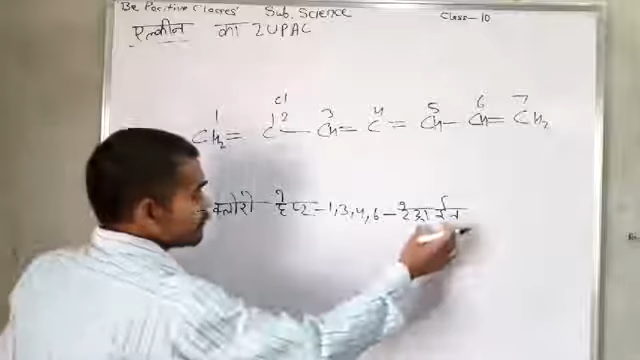 Be Positive Classes Sub. Science Class-10
एल्कीन का IUPAC
1 2 3 4 5 6 7
Cl
CH₂= C — CH= C = CH- CH = CH₂
क्लोरो - हेप्ट - 1, 3, 4, 6 - टेट्राईन